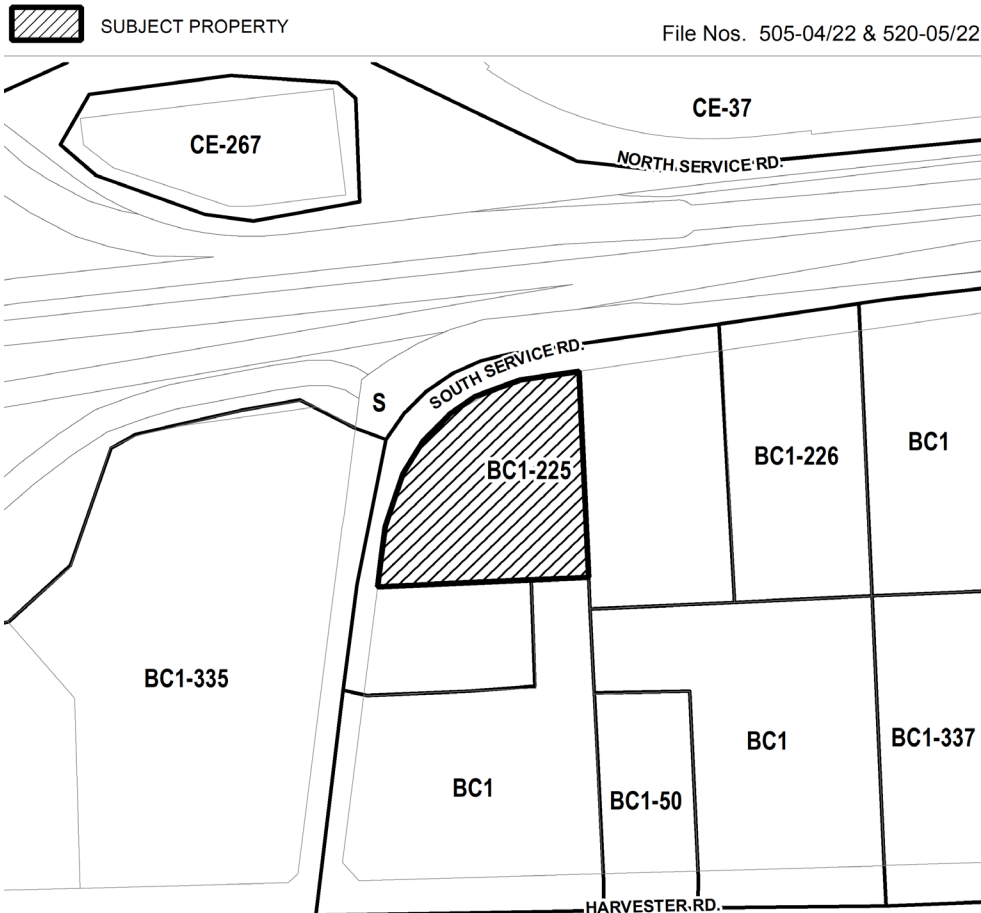 SUBJECT PROPERTY
File Nos. 505-04/22 & 520-05/22
CE-37
CE-267
NORTH SERVICE RD.
SOUTH SERVICE RD.
S
BC1-225
BC1-226
BC1
BC1-335
BC1
BC1-337
BC1
BC1-50
HARVESTER RD.